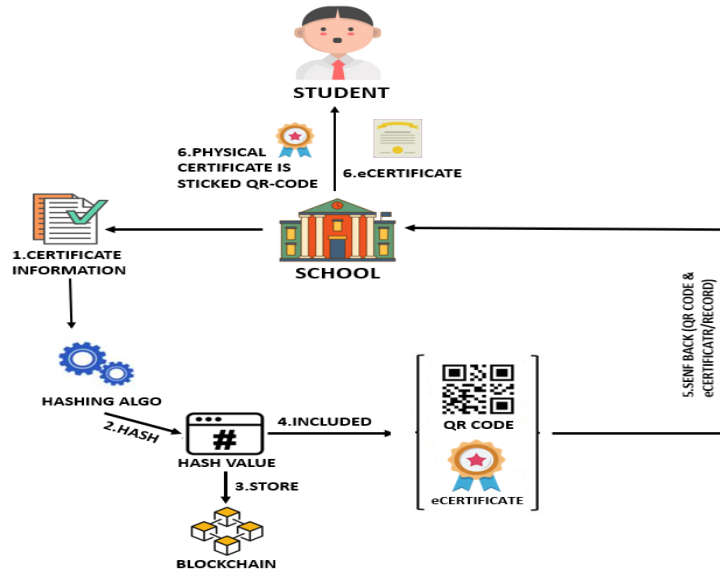 STUDENT
6.PHYSICAL
CERTIFICATE IS
STICKED QR-CODE
6.eCERTIFICATE
1.CERTIFICATE
INFORMATION
SCHOOL
5.SENF BACK (QR CODE &
eCERTIFICATR/RECORD)
HASHING ALGO
2.HASH
#
HASH VALUE
4.INCLUDED
QR CODE
eCERTIFICATE
3.STORE
BLOCKCHAIN